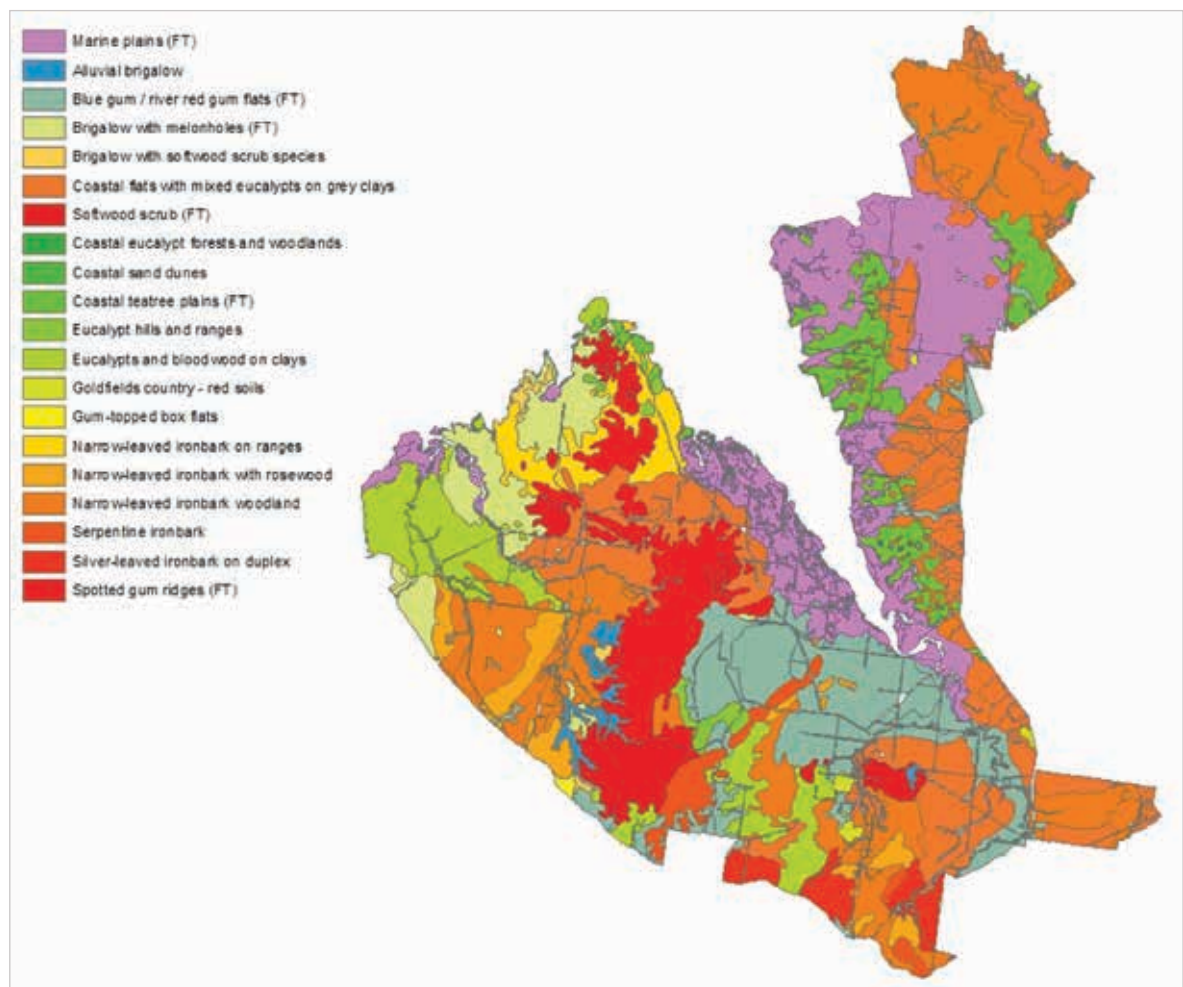 Marine plains (FT)
Alluvial brigalow
Blue gum / river red gum flats (FT)
Brigalow with melonholes (FT)
Brigalow with softwood scrub species
Coastal flats with mixed eucalypts on grey clays
Softwood scrub (FT)
Coastal eucalypt forests and woodlands
Coastal sand dunes
Coastal teatree plains (FT)
Eucalypt hills and ranges
Eucalypts and bloodwood on clays
Goldfields country - red soils
Gum-topped box flats
Narrow-leaved ironbark on ranges
Narrow-leaved ironbark with rosewood
Narrow-leaved ironbark woodland
Serpentine ironbark
Silver-leaved ironbark on duplex
Spotted gum ridges (FT)